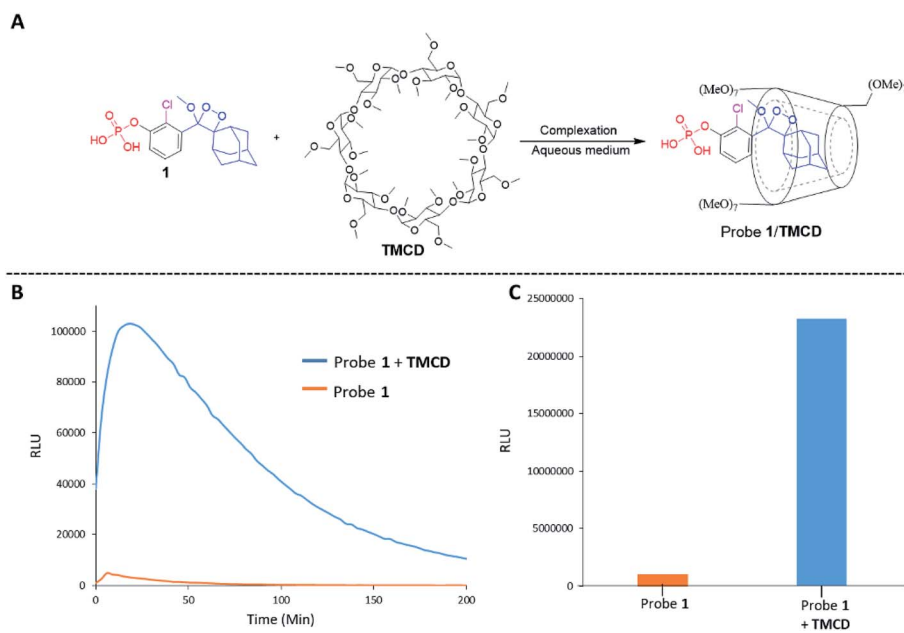 A
O
O
O
O
P
HO
OH
Cl
O
O
O
1
+
TMCD
Complexation
Aqueous medium
(MeO)7
(OMe)7
O
O
O
O
P
HO
OH
Cl
O
O
O
(MeO)7
Probe 1/TMCD
B
RLU
100000
80000
60000
40000
20000
0
0 50 100 150 200
Time (Min)
Probe 1 + TMCD
Probe 1
C
RLU
25000000
20000000
15000000
10000000
5000000
0
Probe 1
Probe 1
+ TMCD